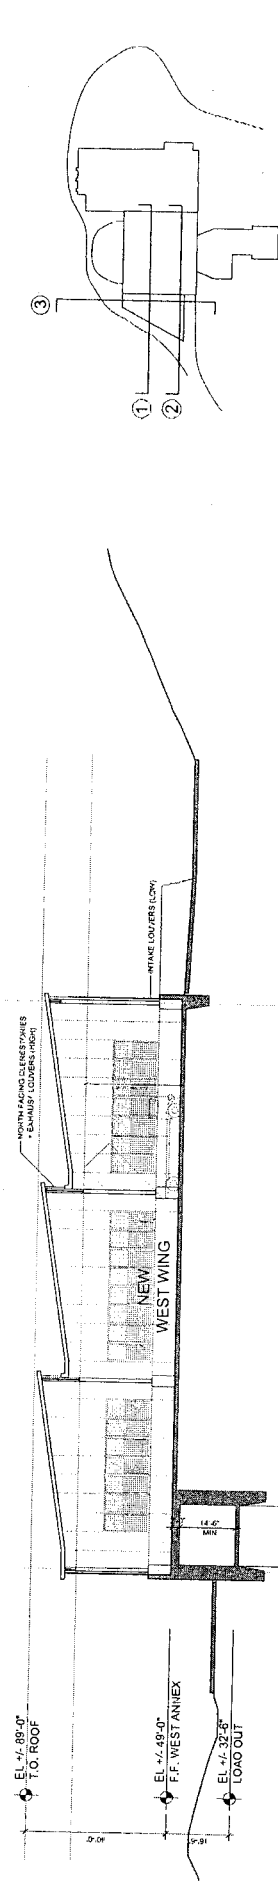 ③
①
②
NORTH FACING CLERESTORIES
+ EXHAUST LOUVERS (HIGH)
INTAKE LOUVERS (LOW)
NEW
WEST WING
14'-6"
MIN
EL +/- 89'-0"
T.O. ROOF
EL +/- 49'-0"
F.F. WEST ANNEX
EL +/- 32'-6"
LOAD OUT
40'-0"
16'-6"